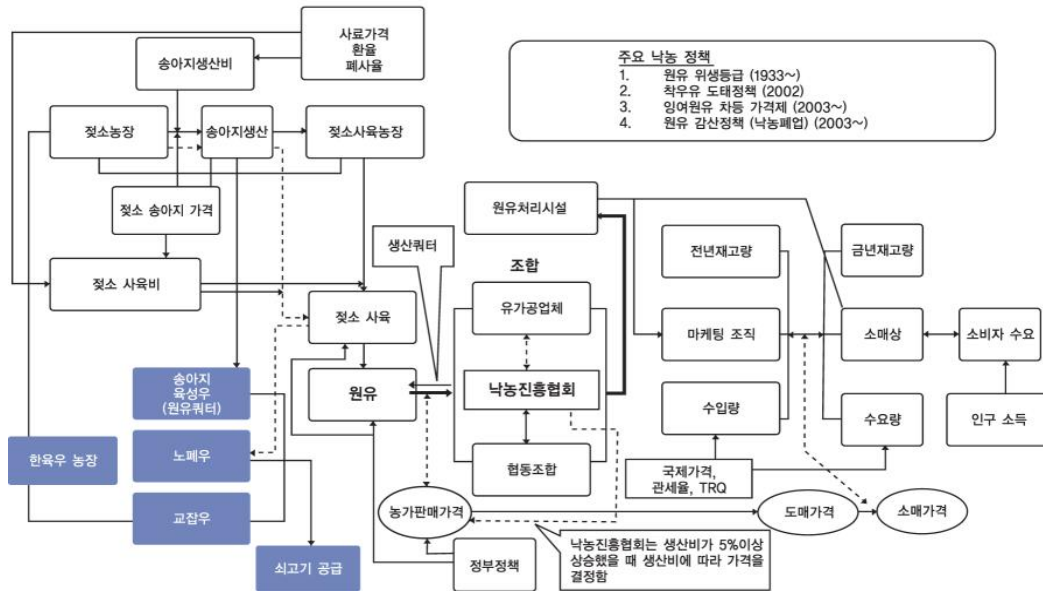 사료가격
환율
폐사율
송아지생산비
주요 낙농 정책
1. 원유 위생등급 (1933~)
2. 착우유 도태정책 (2002)
3. 잉여원유 차등 가격제 (2003~)
4. 원유 감산정책 (낙농폐업) (2003~)
젖소농장
송아지생산
젖소사육농장
젖소 송아지 가격
원유처리시설
생산쿼터
전년재고량
금년재고량
조합
젖소 사육비
젖소 사육
유가공업체
마케팅 조직
소매상
소비자 수요
송아지
육성우
(원유쿼터)
원유
낙농진흥협회
수입량
수요량
인구 소득
한육우 농장
노폐우
협동조합
국제가격,
관세율, TRQ
교잡우
농가판매가격
도매가격
소매가격
낙농진흥협회는 생산비가 5%이상
상승했을 때 생산비에 따라 가격을
결정함
쇠고기 공급
정부정책